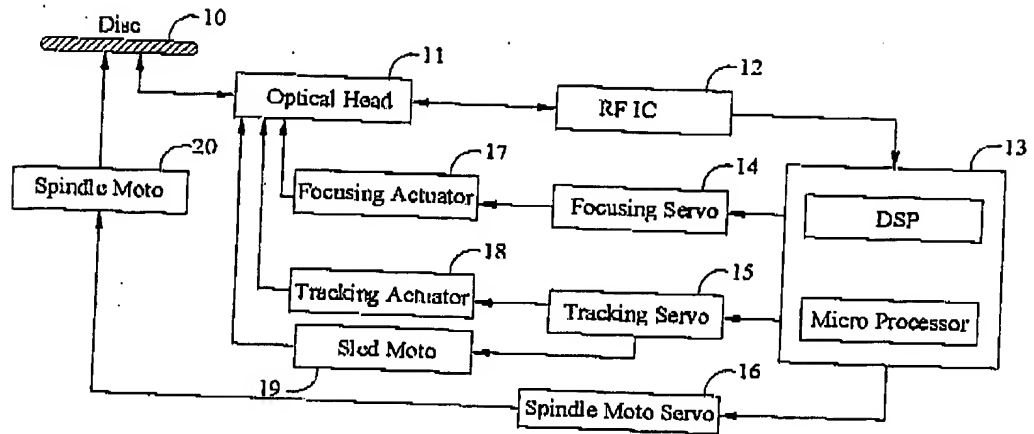 Disc
10
11
Optical Head
12
RF IC
13
20
Spindle Moto
17
Focusing Actuator
14
Focusing Servo
DSP
18
Tracking Actuator
15
Tracking Servo
Micro Processor
Sled Moto
19
16
Spindle Moto Servo